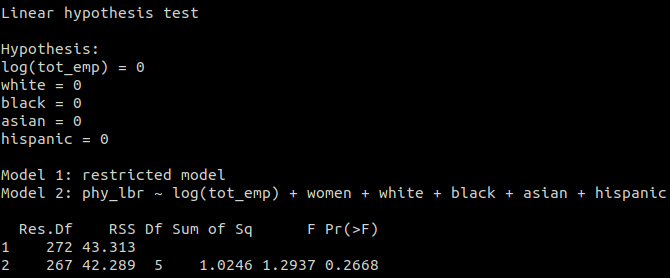 Linear hypothesis test
Hypothesis:
log(tot_emp) = 0
white = 0
black = 0
asian = 0
hispanic = 0
Model 1: restricted model
Model 2: phy_lbr ~ log(tot_emp) + women + white + black + asian + hispanic
Res.Df RSS Df Sum of Sq F Pr(>F)
1 272 43.313
2 267 42.289 5 1.0246 1.2937 0.2668